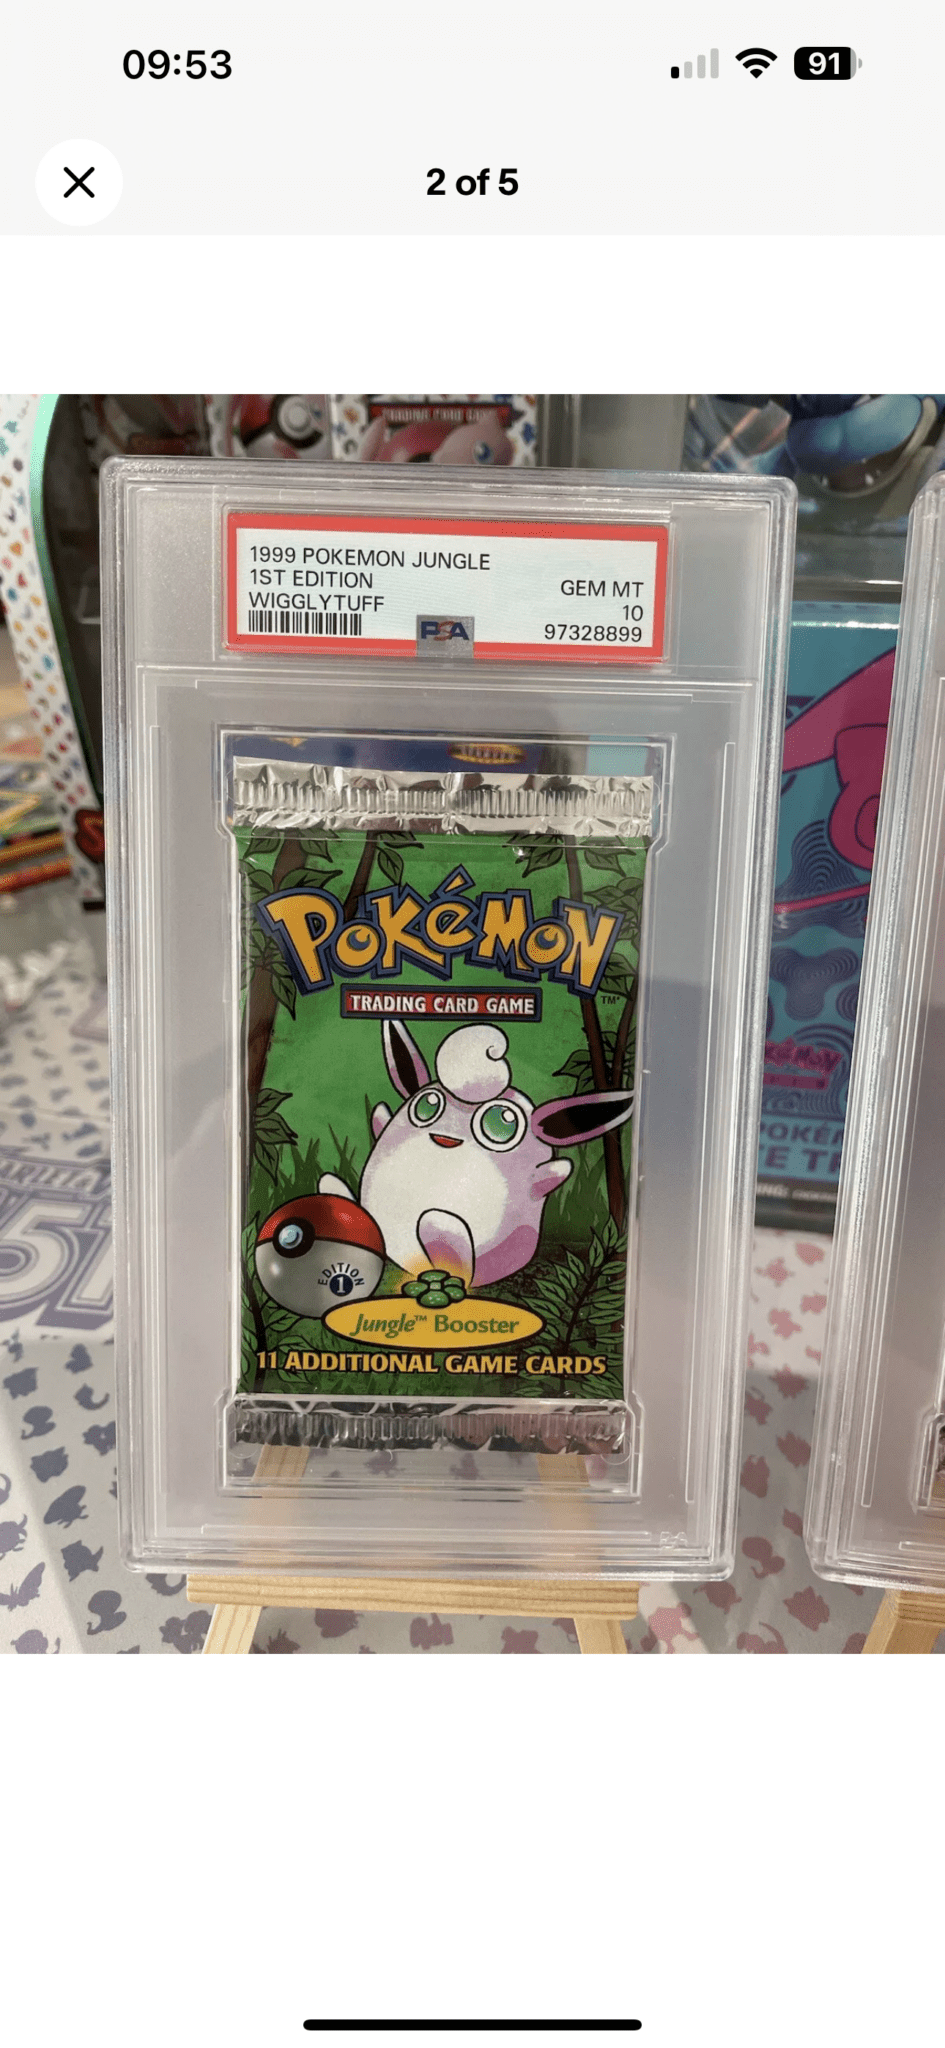 09:53
91
2 of 5
1999 POKEMON JUNGLE
1ST EDITION
WIGGLYTUFF
GEM MT
10
97328899
PSA
POKéMON
TRADING CARD GAME
TM
EDITION
1
Jungle™ Booster
11 ADDITIONAL GAME CARDS
151